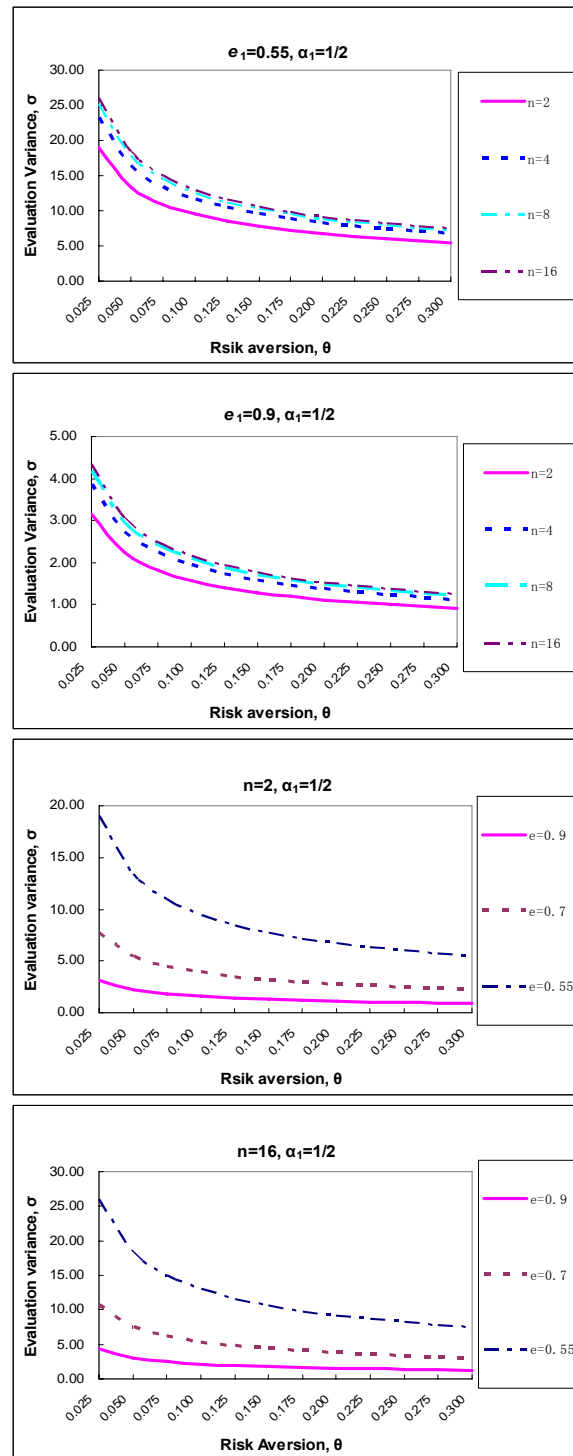 e1=0.55, α1=1/2
30.00
25.00
20.00
15.00
10.00
5.00
0.00
Evaluation Variance, σ
0.025 0.050 0.075 0.100 0.125 0.150 0.175 0.200 0.225 0.250 0.275 0.300
Rsik aversion, θ
n=2
n=4
n=8
n=16
e1=0.9, α1=1/2
5.00
4.00
3.00
2.00
1.00
0.00
Evaluation Variance, σ
0.025 0.050 0.075 0.100 0.125 0.150 0.175 0.200 0.225 0.250 0.275 0.300
Risk aversion, θ
n=2
n=4
n=8
n=16
n=2, α1=1/2
20.00
15.00
10.00
5.00
0.00
Evaluation variance, σ
0.025 0.050 0.075 0.100 0.125 0.150 0.175 0.200 0.225 0.250 0.275 0.300
Rsik aversion, θ
e=0.9
e=0.7
e=0.55
n=16, α1=1/2
30.00
25.00
20.00
15.00
10.00
5.00
0.00
Evaluation variance, σ
0.025 0.050 0.075 0.100 0.125 0.150 0.175 0.200 0.225 0.250 0.275 0.300
Risk Aversion, θ
e=0.9
e=0.7
e=0.55